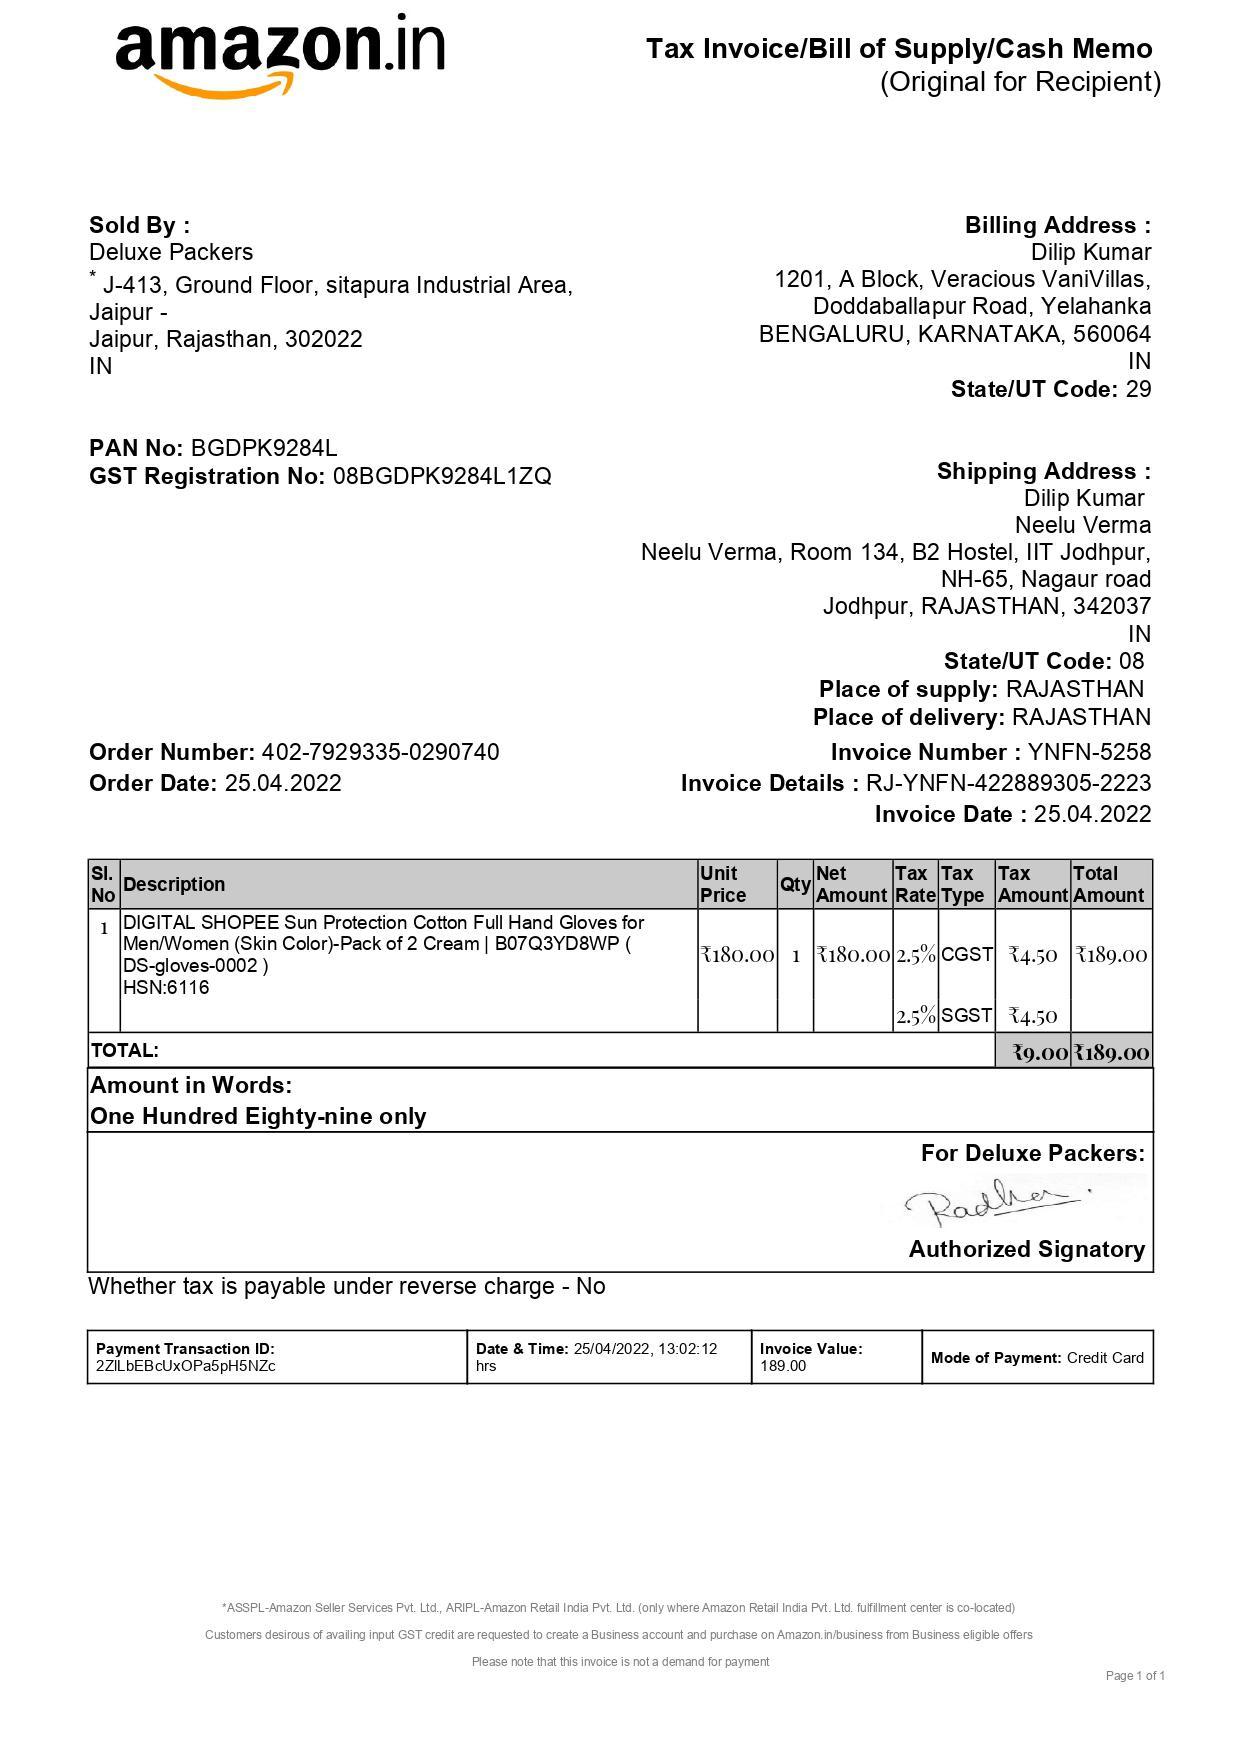 amazon.in
Tax Invoice/Bill of Supply/Cash Memo
(Original for Recipient)
Sold By :
Deluxe Packers
* J-413, Ground Floor, sitapura Industrial Area,
Jaipur -
Jaipur, Rajasthan, 302022
IN
PAN No: BGDPK9284L
GST Registration No: 08BGDPK9284L1ZQ
Billing Address :
Dilip Kumar
1201, A Block, Veracious VaniVillas,
Doddaballapur Road, Yelahanka
BENGALURU, KARNATAKA, 560064
IN
State/UT Code: 29
Shipping Address :
Dilip Kumar
Neelu Verma
Neelu Verma, Room 134, B2 Hostel, IIT Jodhpur,
NH-65, Nagaur road
Jodhpur, RAJASTHAN, 342037
IN
State/UT Code: 08
Place of supply: RAJASTHAN
Place of delivery: RAJASTHAN
Order Number: 402-7929335-0290740
Order Date: 25.04.2022
Invoice Number : YNFN-5258
Invoice Details : RJ-YNFN-422889305-2223
Invoice Date : 25.04.2022
Sl. No Description Unit Price Qty Net Amount Tax Rate Tax Type Tax Amount Total Amount
1 DIGITAL SHOPEE Sun Protection Cotton Full Hand Gloves for
Men/Women (Skin Color)-Pack of 2 Cream | B07Q3YD8WP (
DS-gloves-0002 )
HSN:6116
₹180.00 1 ₹180.00 2.5% CGST ₹4.50 ₹189.00
2.5% SGST ₹4.50
TOTAL: ₹9.00 ₹189.00
Amount in Words:
One Hundred Eighty-nine only
For Deluxe Packers:
Authorized Signatory
Whether tax is payable under reverse charge - No
Payment Transaction ID:
2ZlLbEBcUxOPa5pH5NZc
Date & Time: 25/04/2022, 13:02:12
hrs
Invoice Value:
189.00
Mode of Payment: Credit Card
*ASSPL-Amazon Seller Services Pvt. Ltd., ARIPL-Amazon Retail India Pvt. Ltd. (only where Amazon Retail India Pvt. Ltd. fulfillment center is co-located)
Customers desirous of availing input GST credit are requested to create a Business account and purchase on Amazon.in/business from Business eligible offers
Please note that this invoice is not a demand for payment
Page 1 of 1